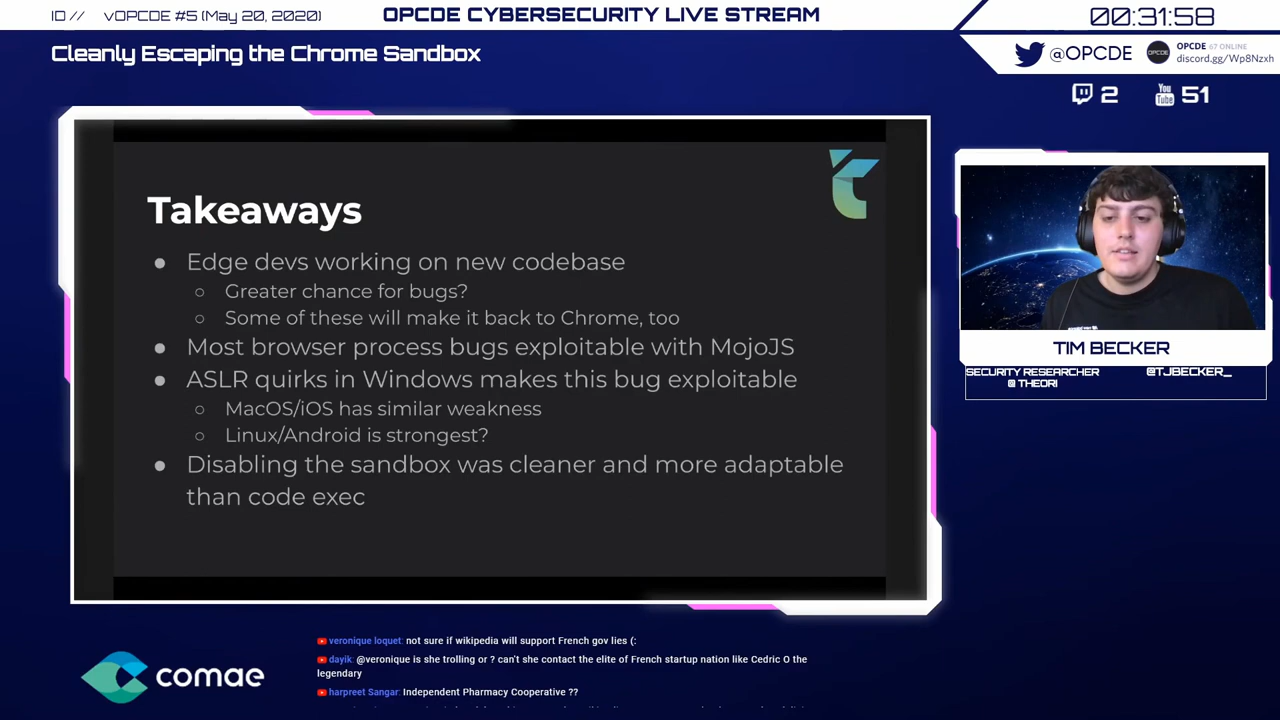 ID // vOPCDE #5 (May 20, 2020)
OPCDE CYBERSECURITY LIVE STREAM
00:31:58
Cleanly Escaping the Chrome Sandbox
@OPCDE
OPCDE
OPCDE 67 ONLINE
discord.gg/Wp8Nzxh
2
You Tube 51
Takeaways
● Edge devs working on new codebase
○ Greater chance for bugs?
○ Some of these will make it back to Chrome, too
● Most browser process bugs exploitable with MojoJS
● ASLR quirks in Windows makes this bug exploitable
○ MacOS/iOS has similar weakness
○ Linux/Android is strongest?
● Disabling the sandbox was cleaner and more adaptable
than code exec
TIM BECKER
SECURITY RESEARCHER
@ THEORI
@TJBECKER_
comae
veronique loquet: not sure if wikipedia will support French gov lies (:
dayik: @veronique is she trolling or ? can't she contact the elite of French startup nation like Cedric O the
legendary
harpreet Sangar: Independent Pharmacy Cooperative ??